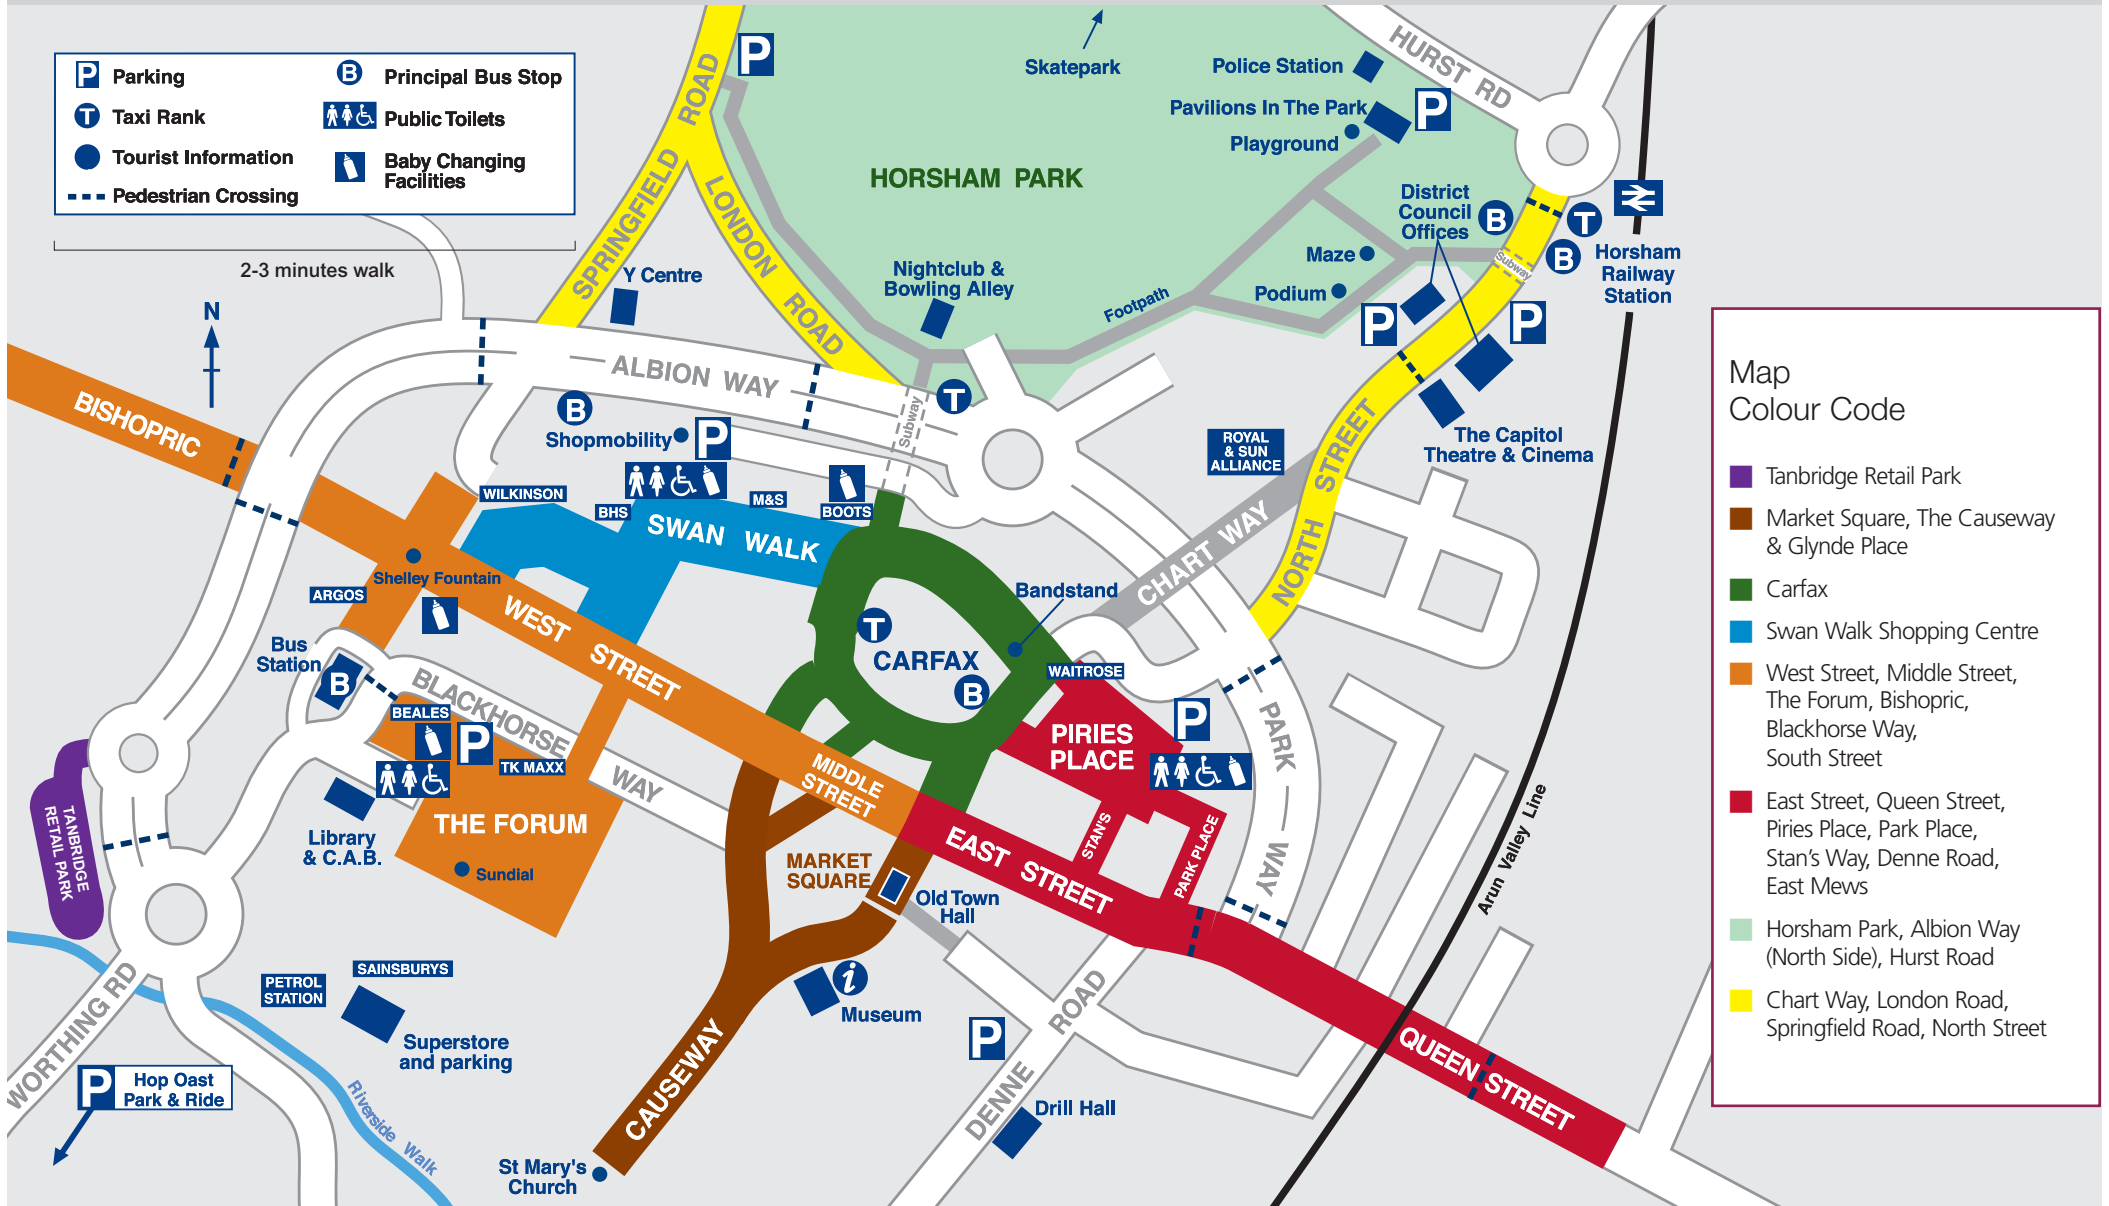 P Parking
B Principal Bus Stop
T Taxi Rank
Public Toilets
Tourist Information
Baby Changing
Facilities
Pedestrian Crossing
2-3 minutes walk
N
SPRINGFIELD ROAD
LONDON ROAD
P
Skatepark
HORSHAM PARK
Police Station
Pavilions In The Park
P
Playground
HURST RD
District
Council
Offices
B
T
B
Subway
Horsham
Railway
Station
Maze
Podium
Footpath
P
P
Nightclub &
Bowling Alley
Y Centre
ALBION WAY
T
Subway
B
Shopmobility
P
BISHOPRIC
WILKINSON
BHS
M&S
BOOTS
SWAN WALK
ROYAL
& SUN
ALLIANCE
The Capitol
Theatre & Cinema
NORTH STREET
CHART WAY
Shelley Fountain
ARGOS
WEST STREET
Bus
Station
B
Bandstand
T
CARFAX
B
WAITROSE
BLACKHORSE WAY
BEALES
P
TK MAXX
PIRIES
PLACE
P
PARK WAY
MIDDLE
STREET
TANBRIDGE
RETAIL PARK
Library
& C.A.B.
THE FORUM
Sundial
MARKET
SQUARE
Old Town
Hall
EAST STREET
STAN'S
PARK PLACE
Arun Valley Line
WORTHING RD
PETROL
STATION
SAINSBURYS
Superstore
and parking
i
Museum
CAUSEWAY
P
DENNE ROAD
Drill Hall
QUEEN STREET
P Hop Oast
Park & Ride
Riverside Walk
St Mary's
Church
Map
Colour Code
Tanbridge Retail Park
Market Square, The Causeway
& Glynde Place
Carfax
Swan Walk Shopping Centre
West Street, Middle Street,
The Forum, Bishopric,
Blackhorse Way,
South Street
East Street, Queen Street,
Piries Place, Park Place,
Stan's Way, Denne Road,
East Mews
Horsham Park, Albion Way
(North Side), Hurst Road
Chart Way, London Road,
Springfield Road, North Street